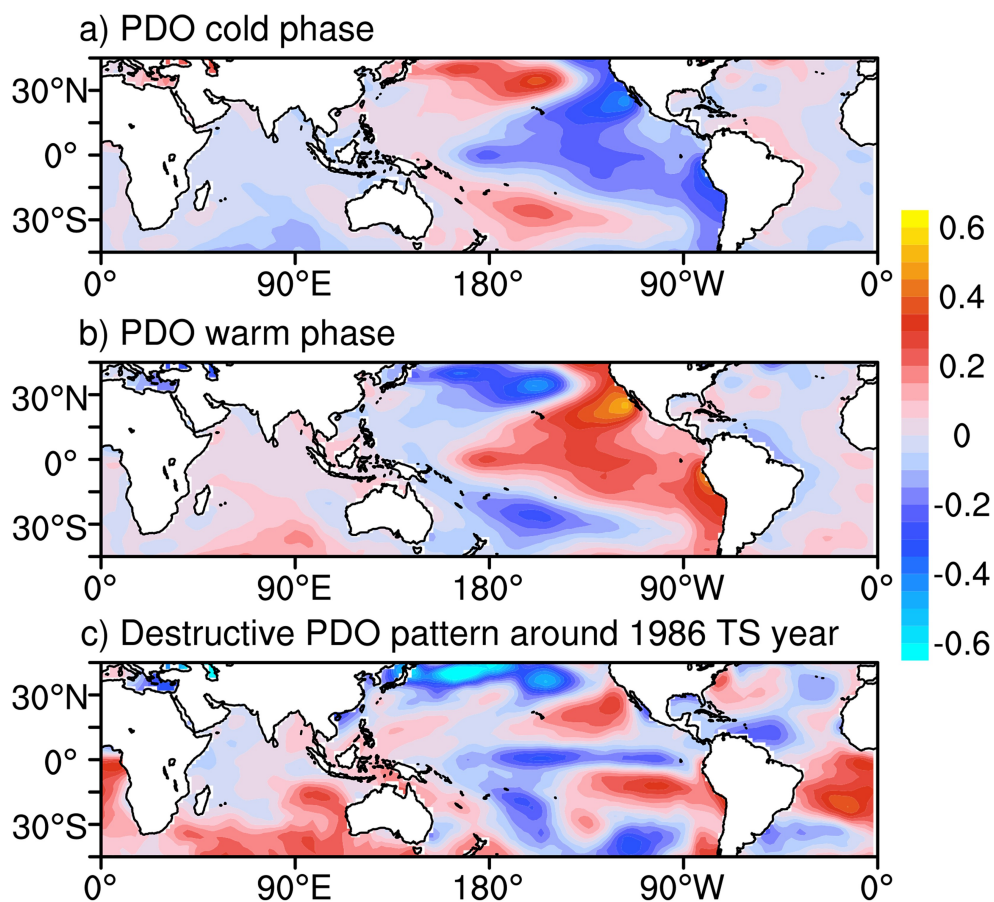 a) PDO cold phase
30°N
0°
30°S
0° 90°E 180° 90°W 0°
b) PDO warm phase
30°N
0°
30°S
0° 90°E 180° 90°W 0°
c) Destructive PDO pattern around 1986 TS year
30°N
0°
30°S
0° 90°E 180° 90°W 0°
0.6
0.4
0.2
0
-0.2
-0.4
-0.6